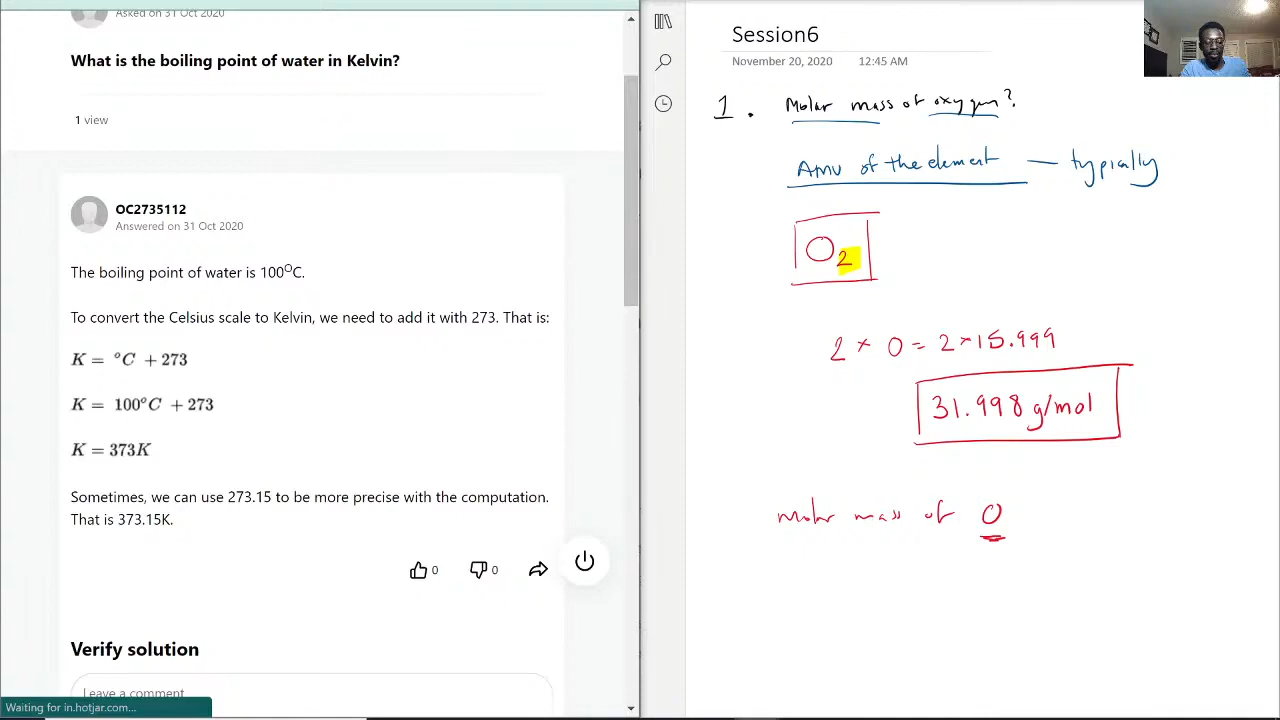 Asked on 31 Oct 2020
What is the boiling point of water in Kelvin?
1 view
OC2735112
Answered on 31 Oct 2020
The boiling point of water is 100ᴼC.
To convert the Celsius scale to Kelvin, we need to add it with 273. That is:
K = °C + 273
K = 100°C + 273
K = 373K
Sometimes, we can use 273.15 to be more precise with the computation.
That is 373.15K.
0 0
Verify solution
Leave a comment
Waiting for in.hotjar.com...
Session6
November 20, 2020 12:45 AM
1. Molar mass of oxygen?
AMU of the element — typically
O₂
2 × O = 2 × 15.999
31.998 g/mol
molar mass of O